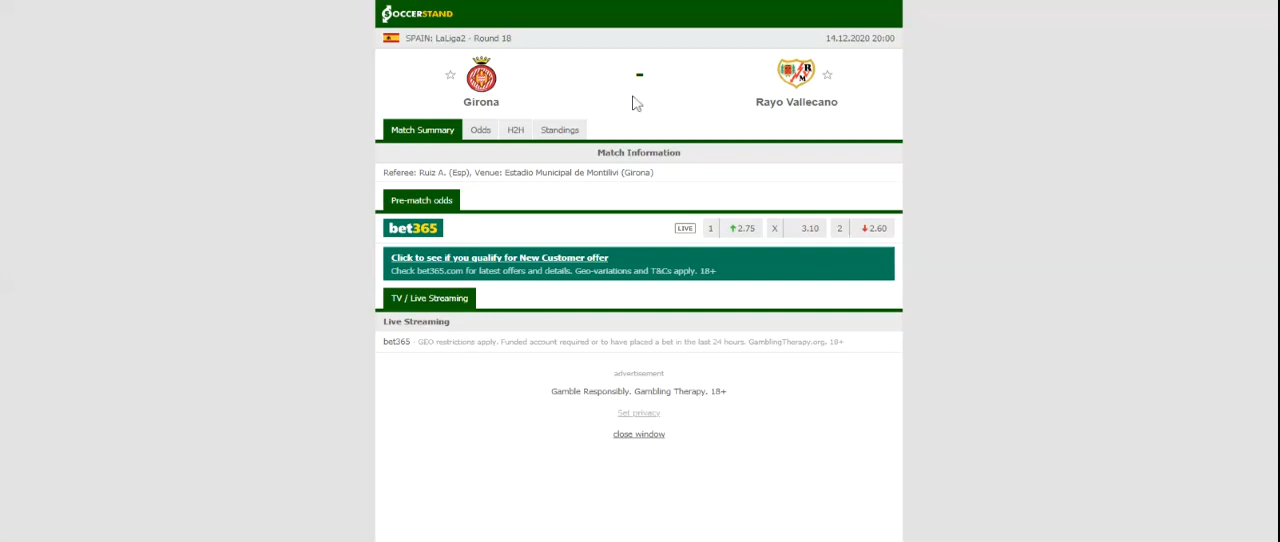 SOCCERSTAND
SPAIN: LaLiga2 - Round 18 14.12.2020 20:00
-
Girona Rayo Vallecano
Match Summary Odds H2H Standings
Match Information
Referee: Ruiz A. (Esp), Venue: Estadio Municipal de Montilivi (Girona)
Pre-match odds
bet365 LIVE 1 2.75 X 3.10 2 2.60
Click to see if you qualify for New Customer offer
Check bet365.com for latest offers and details. Geo-variations and T&Cs apply. 18+
TV / Live Streaming
Live Streaming
bet365 - GEO restrictions apply. Funded account required or to have placed a bet in the last 24 hours. GamblingTherapy.org. 18+
advertisement
Gamble Responsibly. Gambling Therapy. 18+
Set privacy
close window